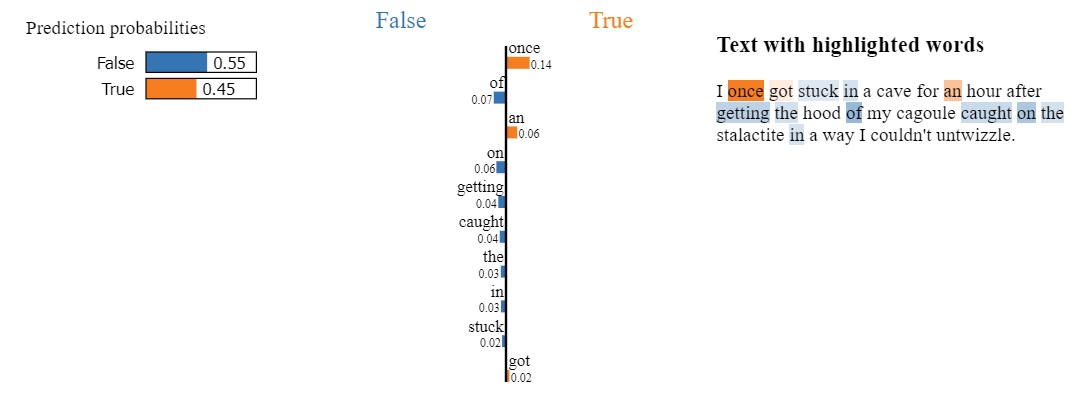 Prediction probabilities
False 0.55
True 0.45
False True
once
0.14
of
0.07
an
0.06
on
0.06
getting
0.04
caught
0.04
the
0.03
in
0.03
stuck
0.02
got
0.02
Text with highlighted words
I once got stuck in a cave for an hour after
getting the hood of my cagoule caught on the
stalactite in a way I couldn't untwizzle.